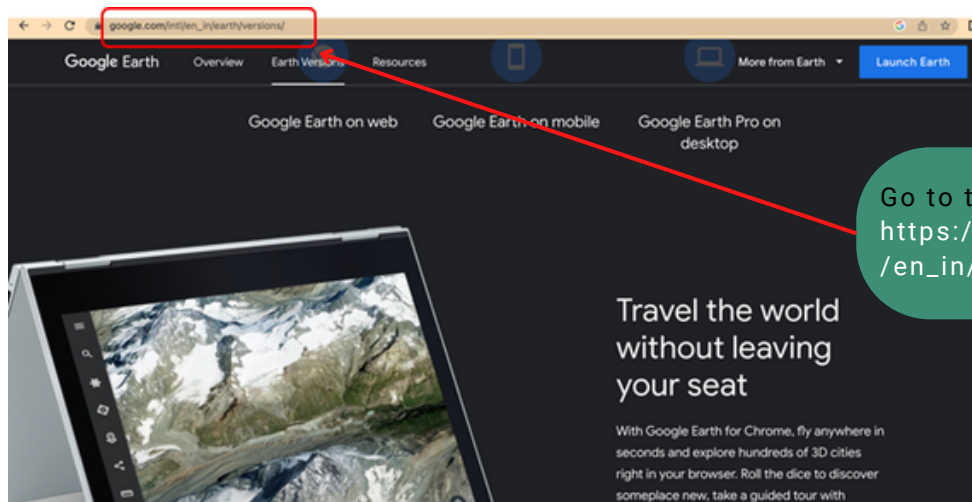 google.com/intl/en_in/earth/versions/
Google Earth Overview Earth Versions Resources More from Earth Launch Earth
Google Earth on web Google Earth on mobile Google Earth Pro on
desktop
Go to t
https:/
/en_in/
Travel the world
without leaving
your seat
With Google Earth for Chrome, fly anywhere in
seconds and explore hundreds of 3D cities
right in your browser. Roll the dice to discover
someplace new, take a guided tour with